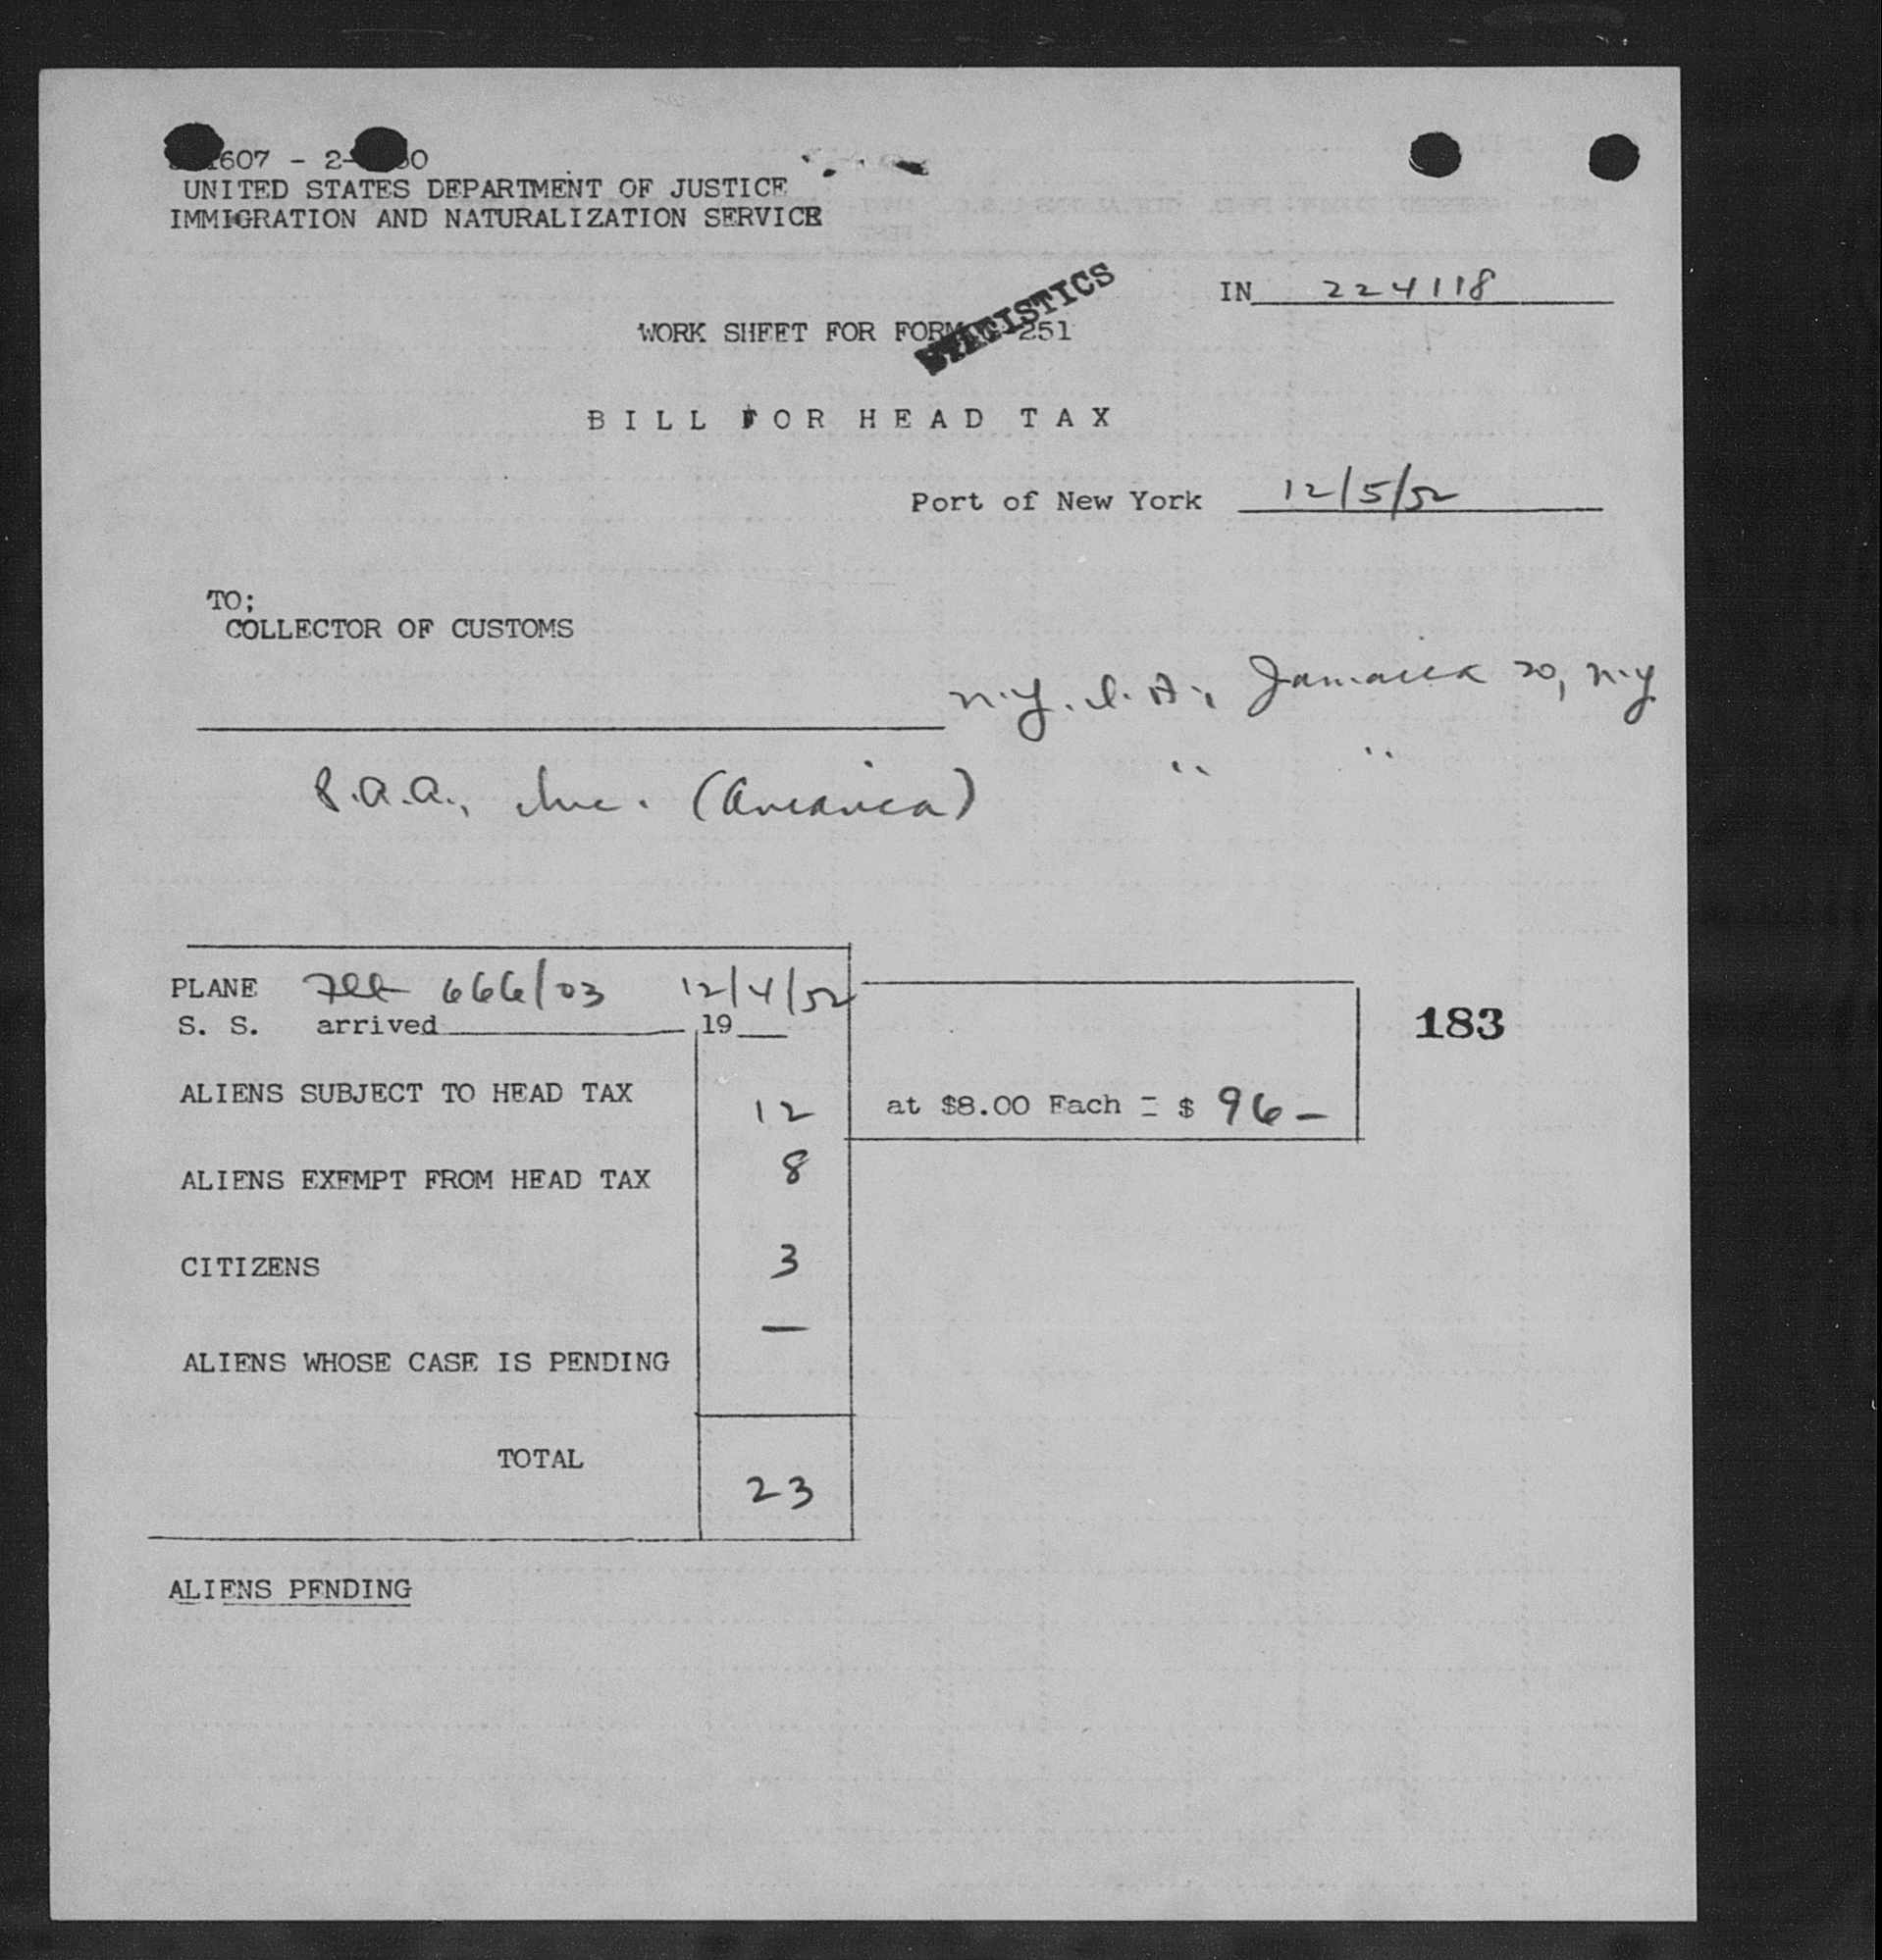 607 - 2- 0
UNITED STATES DEPARTMENT OF JUSTICE
IMMIGRATION AND NATURALIZATION SERVICE
IN 224118
STATISTICS
WORK SHEET FOR FORM 251
BILL FOR HEAD TAX
Port of New York 12/5/52
TO;
COLLECTOR OF CUSTOMS
N.Y. I. A., Jamaica 20, N.Y
P.A.A., Inc. (America) " "
PLANE Flt 666/03 12/4/52
S. S. arrived 19
183
ALIENS SUBJECT TO HEAD TAX 12 at $8.00 Each = $ 96 —
ALIENS EXEMPT FROM HEAD TAX 8
CITIZENS 3
ALIENS WHOSE CASE IS PENDING —
TOTAL 23
ALIENS PENDING